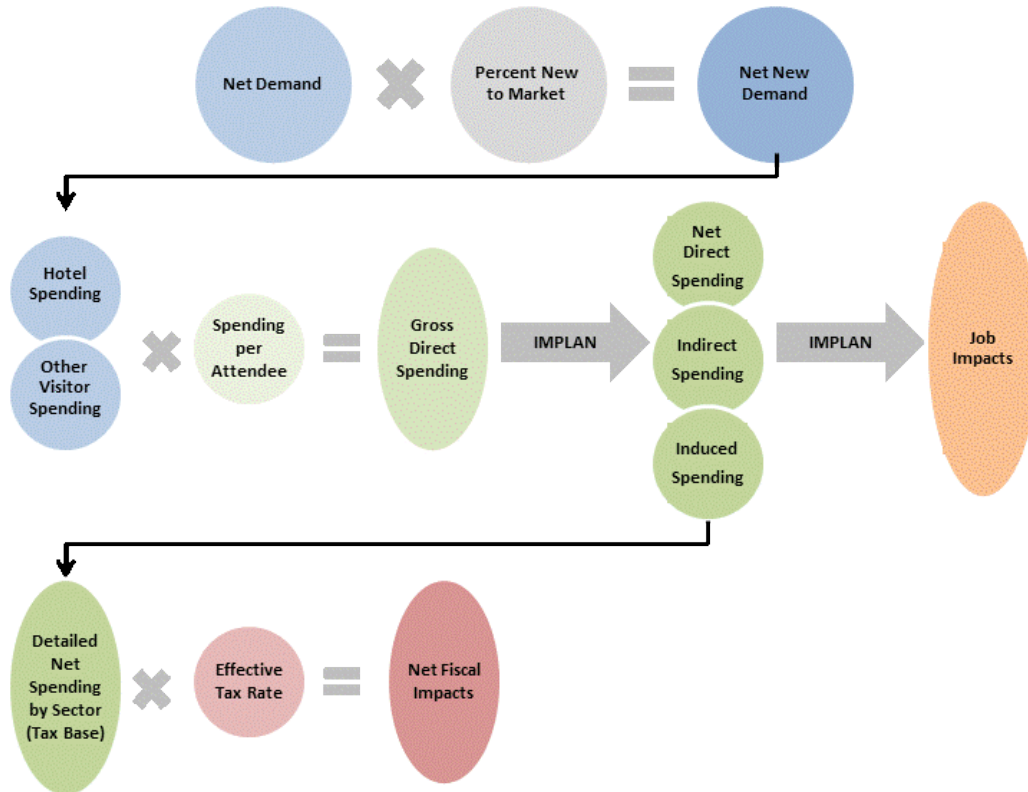 Net Demand
Percent New
to Market
Net New
Demand
Hotel
Spending
Other
Visitor
Spending
Spending
per
Attendee
Gross
Direct
Spending
IMPLAN
Net
Direct
Spending
Indirect
Spending
Induced
Spending
IMPLAN
Job
Impacts
Detailed
Net
Spending
by Sector
(Tax Base)
Effective
Tax Rate
Net Fiscal
Impacts